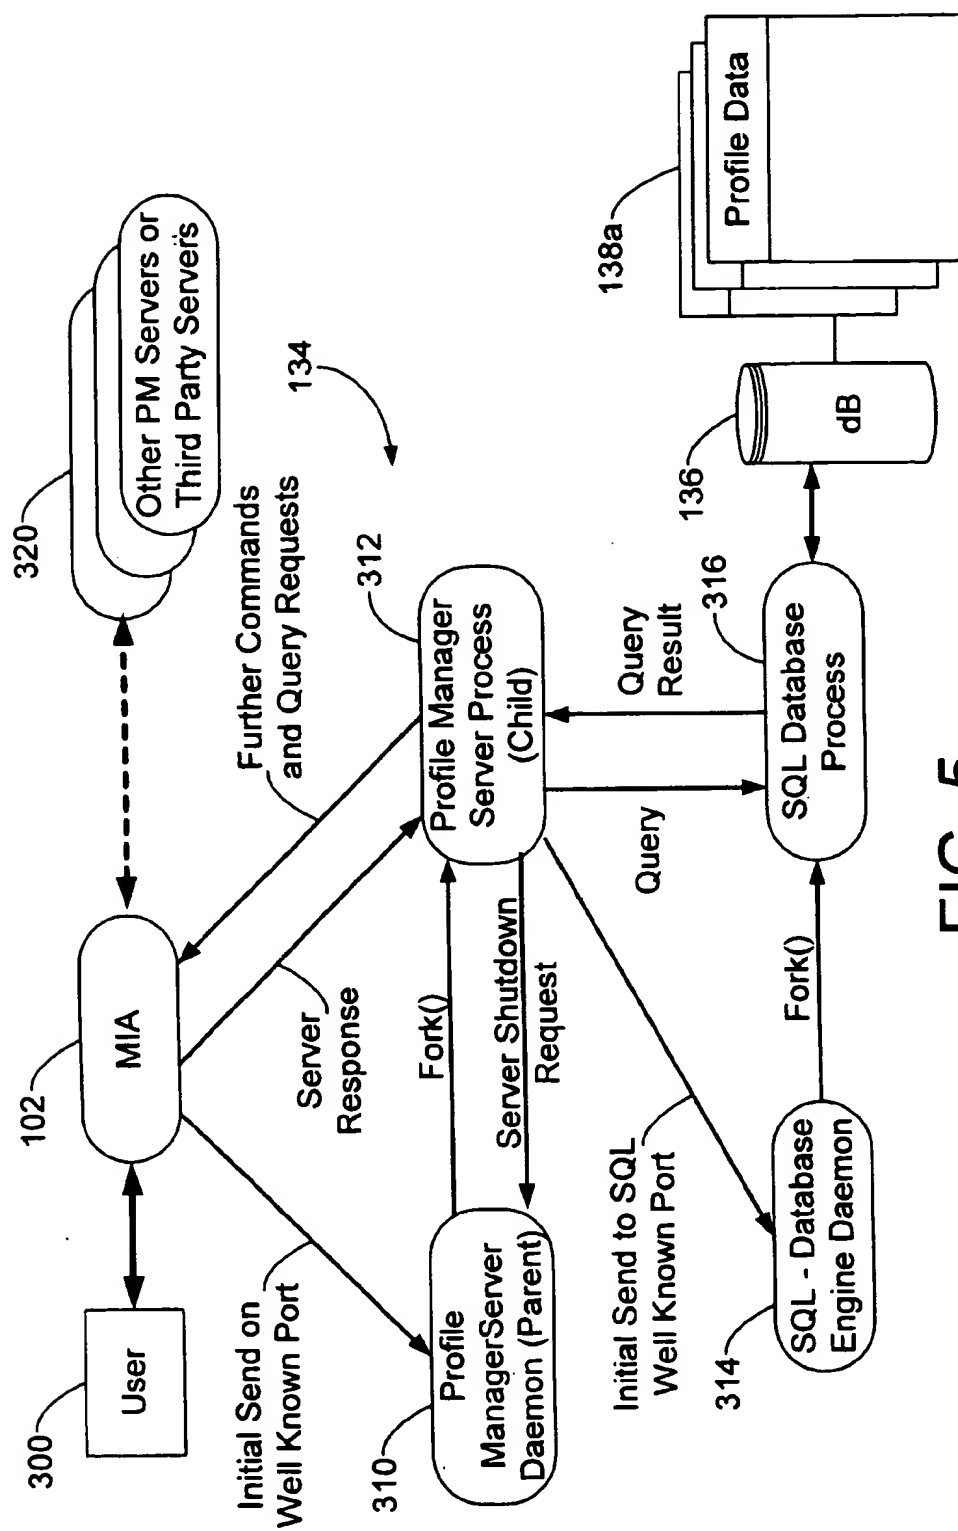 300
User
102
MIA
320
Other PM Servers or
Third Party Servers
Initial Send on
Well Known Port
Server
Response
Further Commands
and Query Requests
134
310
Profile
ManagerServer
Daemon (Parent)
Fork()
Server Shutdown
Request
312
Profile Manager
Server Process
(Child)
Initial Send to SQL
Well Known Port
Query
Query
Result
314
SQL - Database
Engine Daemon
Fork()
316
SQL Database
Process
136
dB
138a
Profile Data
FIG. 5